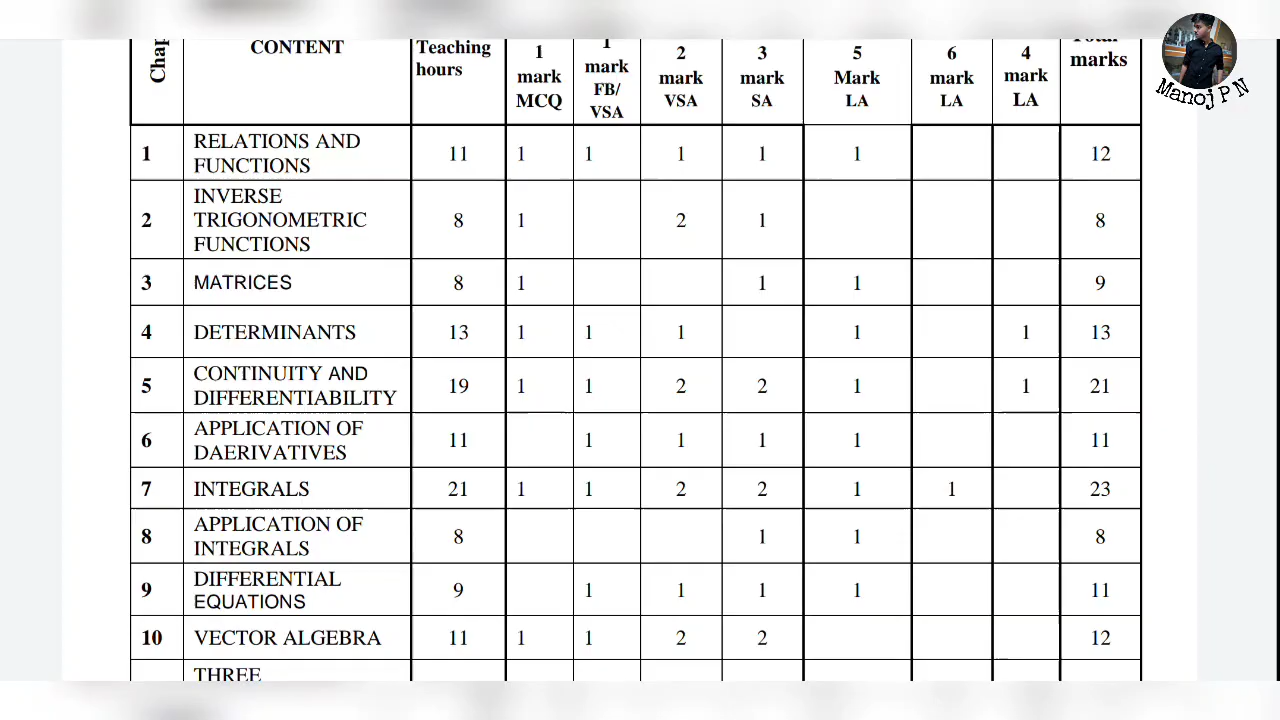 Chap
CONTENT
Teaching
hours
1
mark
MCQ
1
mark
FB/
VSA
2
mark
VSA
3
mark
SA
5
Mark
LA
6
mark
LA
4
mark
LA
Total
marks
Manoj P N
1 RELATIONS AND
FUNCTIONS 11 1 1 1 1 1 12
2 INVERSE
TRIGONOMETRIC
FUNCTIONS 8 1 2 1 8
3 MATRICES 8 1 1 1 9
4 DETERMINANTS 13 1 1 1 1 1 13
5 CONTINUITY AND
DIFFERENTIABILITY 19 1 1 2 2 1 1 21
6 APPLICATION OF
DAERIVATIVES 11 1 1 1 1 11
7 INTEGRALS 21 1 1 2 2 1 1 23
8 APPLICATION OF
INTEGRALS 8 1 1 8
9 DIFFERENTIAL
EQUATIONS 9 1 1 1 1 11
10 VECTOR ALGEBRA 11 1 1 2 2 12
THREE